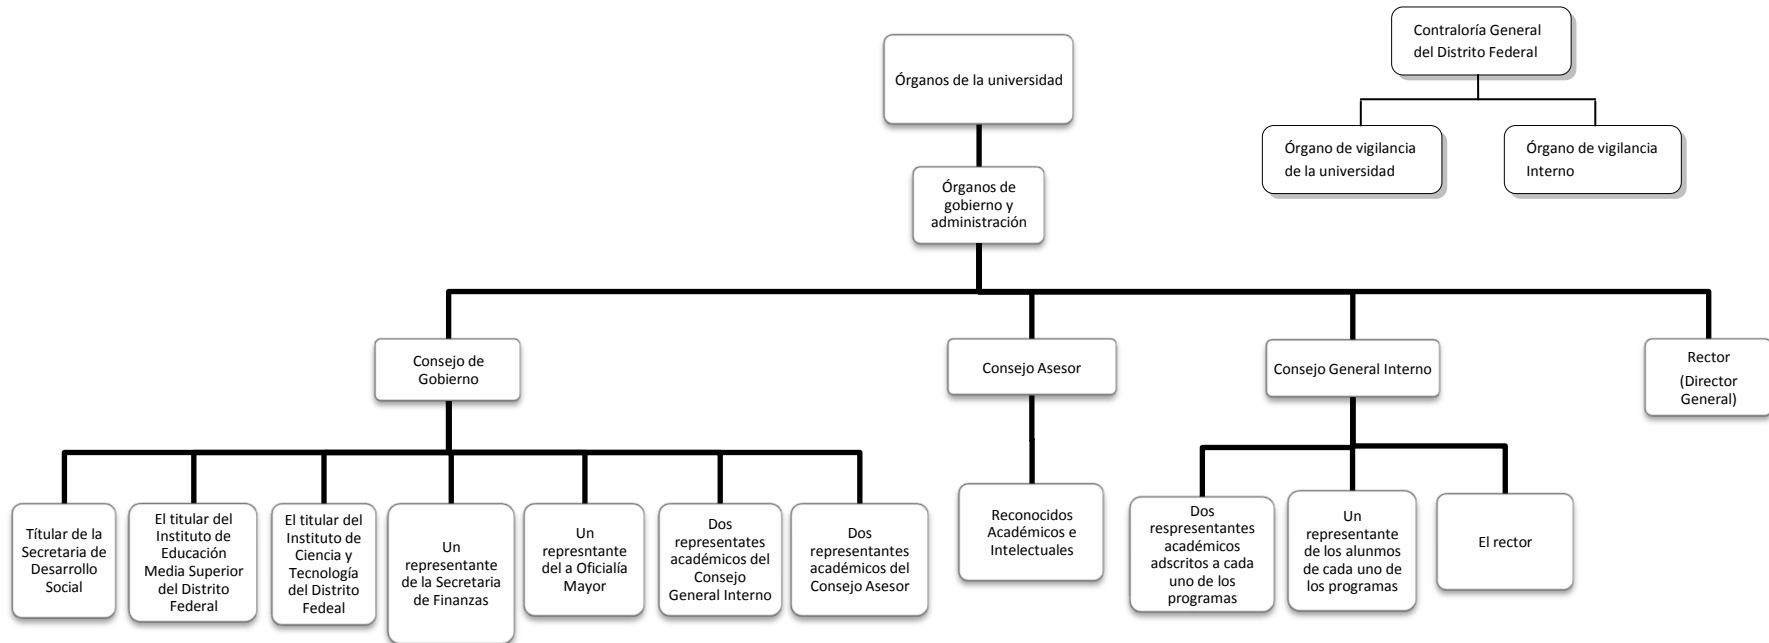 Órganos de la universidad
Contraloría General
del Distrito Federal
Órgano de vigilancia
de la universidad
Órgano de vigilancia
Interno
Órganos de
gobierno y
administración
Consejo de
Gobierno
Consejo Asesor
Consejo General Interno
Rector
(Director
General)
Títular de la
Secretaria de
Desarrollo
Social
El titular del
Instituto de
Educación
Media Superior
del Distrito
Federal
El titular del
Instituto de
Ciencia y
Tecnología
del Distrito
Fedeal
Un
representante
de la Secretaria
de Finanzas
Un
represntante
del a Oficialía
Mayor
Dos
representates
académicos del
Consejo
General Interno
Dos
representantes
académicos del
Consejo Asesor
Reconocidos
Académicos e
Intelectuales
Dos
respresentantes
académicos
adscritos a cada
uno de los
programas
Un
representante
de los alunmos
de cada uno de
los programas
El rector